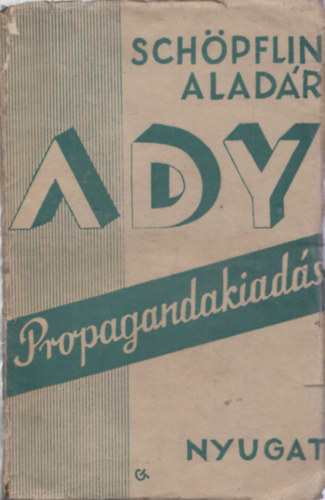 SCHÖPFLIN
ALADÁR
ADY
Propagandakiadás
NYUGAT